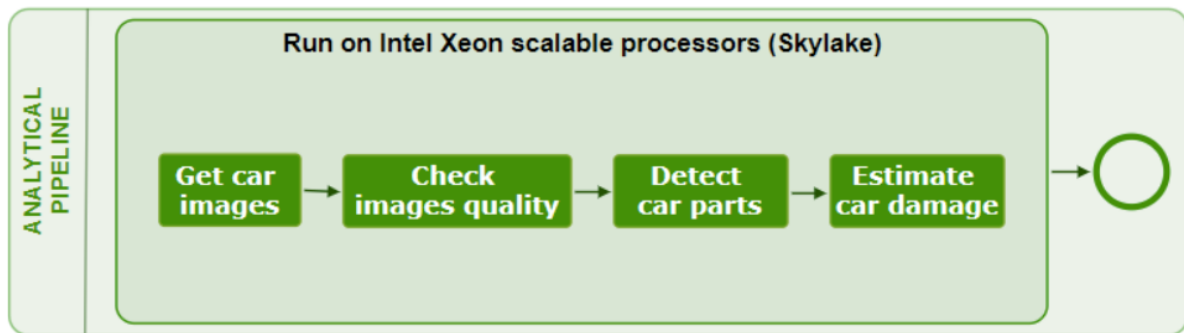 ANALYTICAL
PIPELINE
Run on Intel Xeon scalable processors (Skylake)
Get car
images
Check
images quality
Detect
car parts
Estimate
car damage